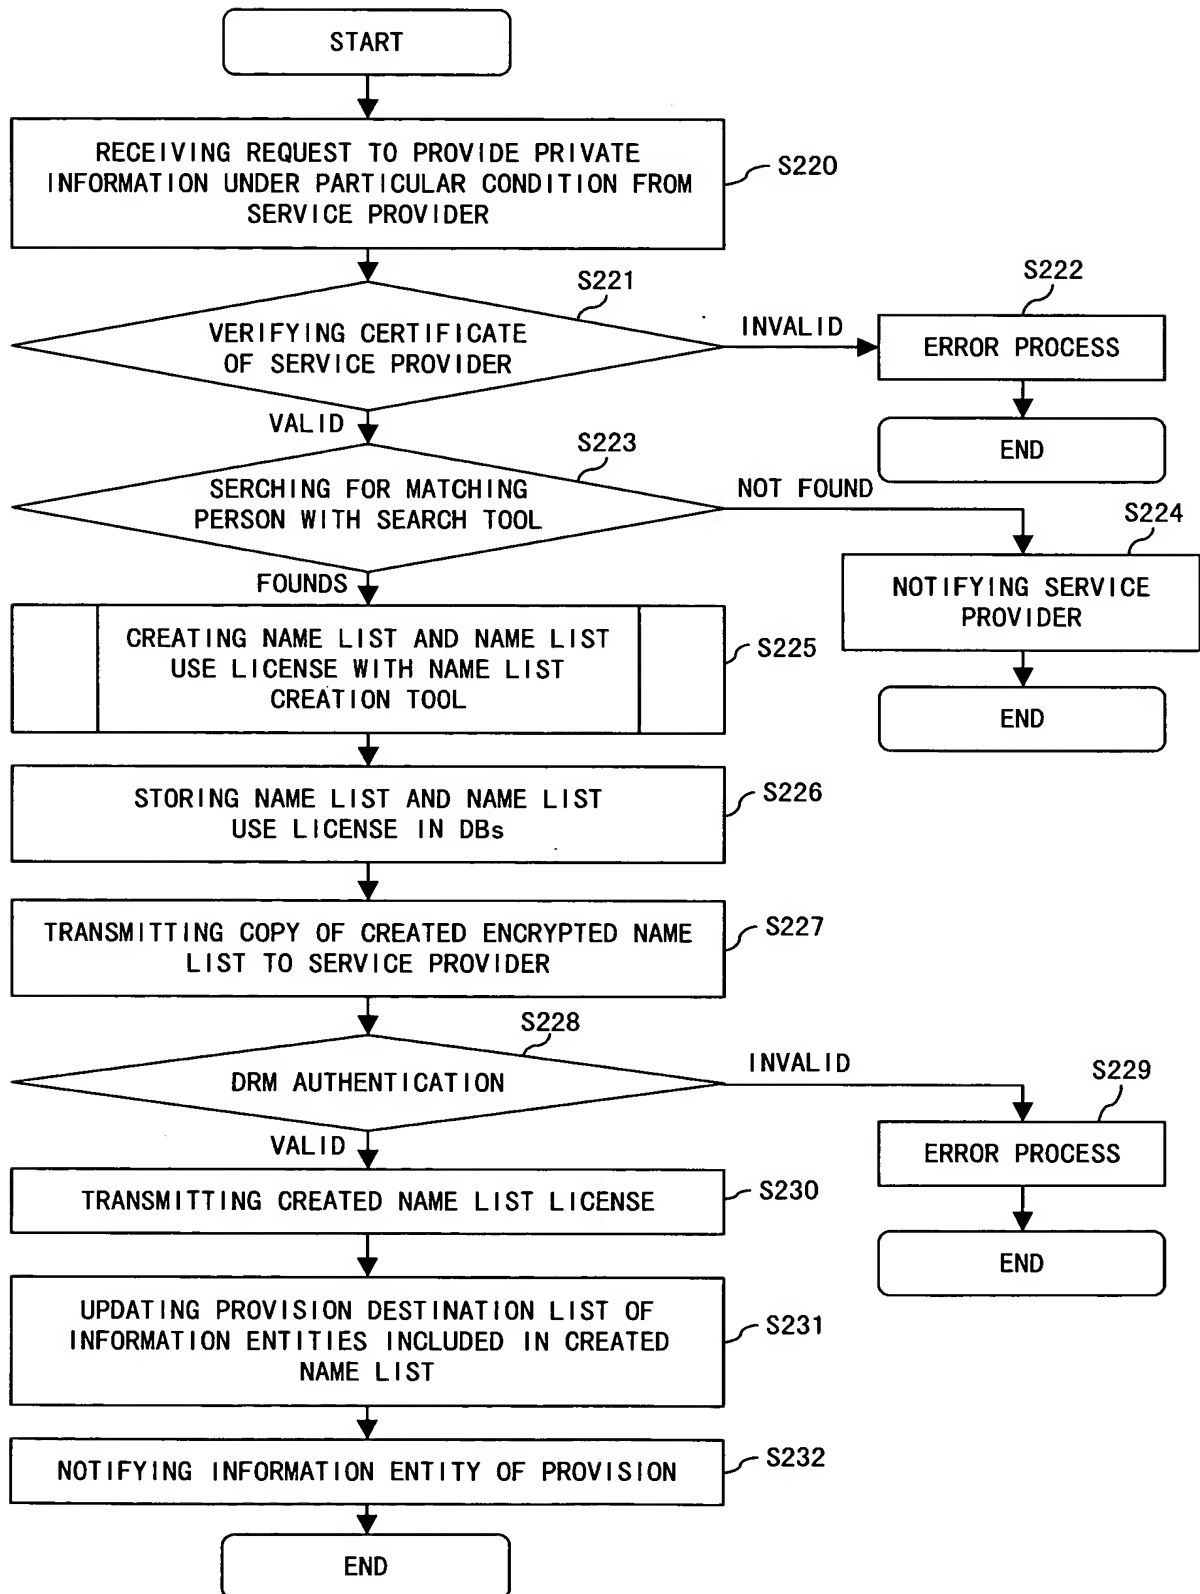 START
RECEIVING REQUEST TO PROVIDE PRIVATE
INFORMATION UNDER PARTICULAR CONDITION FROM
SERVICE PROVIDER
S220
S221
VERIFYING CERTIFICATE
OF SERVICE PROVIDER
INVALID
S222
ERROR PROCESS
END
VALID
S223
SERCHING FOR MATCHING
PERSON WITH SEARCH TOOL
NOT FOUND
S224
NOTIFYING SERVICE
PROVIDER
END
FOUNDS
CREATING NAME LIST AND NAME LIST
USE LICENSE WITH NAME LIST
CREATION TOOL
S225
STORING NAME LIST AND NAME LIST
USE LICENSE IN DBs
S226
TRANSMITTING COPY OF CREATED ENCRYPTED NAME
LIST TO SERVICE PROVIDER
S227
S228
DRM AUTHENTICATION
INVALID
S229
ERROR PROCESS
END
VALID
TRANSMITTING CREATED NAME LIST LICENSE
S230
UPDATING PROVISION DESTINATION LIST OF
INFORMATION ENTITIES INCLUDED IN CREATED
NAME LIST
S231
NOTIFYING INFORMATION ENTITY OF PROVISION
S232
END